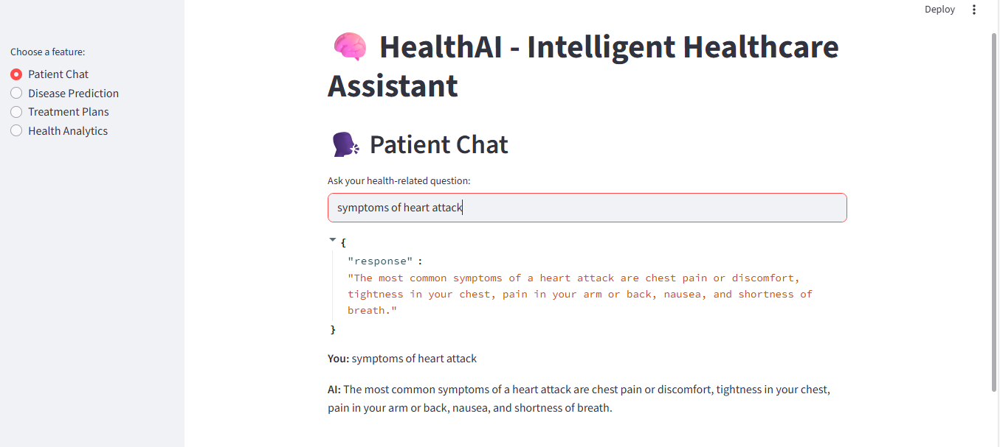 Deploy
Choose a feature:
Patient Chat
Disease Prediction
Treatment Plans
Health Analytics
HealthAI - Intelligent Healthcare
Assistant
Patient Chat
Ask your health-related question:
symptoms of heart attack
{
"response" :
"The most common symptoms of a heart attack are chest pain or discomfort,
tightness in your chest, pain in your arm or back, nausea, and shortness of
breath."
}
You: symptoms of heart attack
AI: The most common symptoms of a heart attack are chest pain or discomfort, tightness in your chest,
pain in your arm or back, nausea, and shortness of breath.